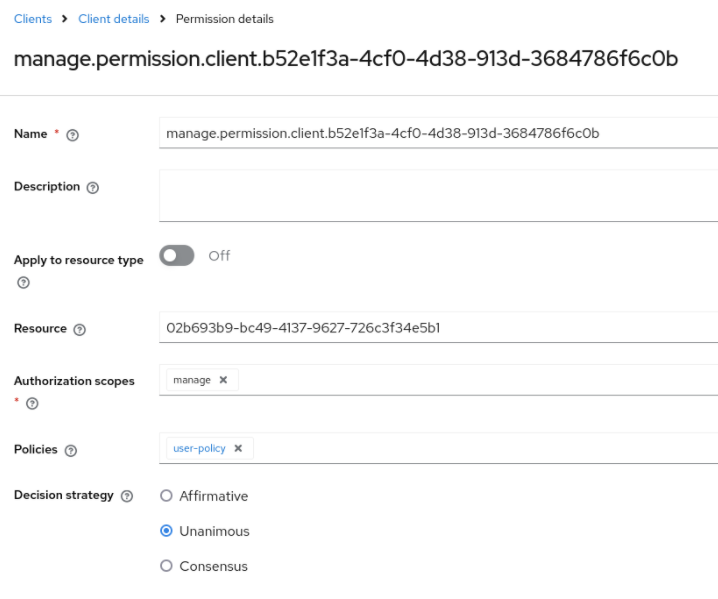 Clients > Client details > Permission details
manage.permission.client.b52e1f3a-4cf0-4d38-913d-3684786f6c0b
Name * manage.permission.client.b52e1f3a-4cf0-4d38-913d-3684786f6c0b
Description
Apply to resource type Off
Resource 02b693b9-bc49-4137-9627-726c3f34e5b1
Authorization scopes * manage
Policies user-policy
Decision strategy Affirmative
Unanimous
Consensus